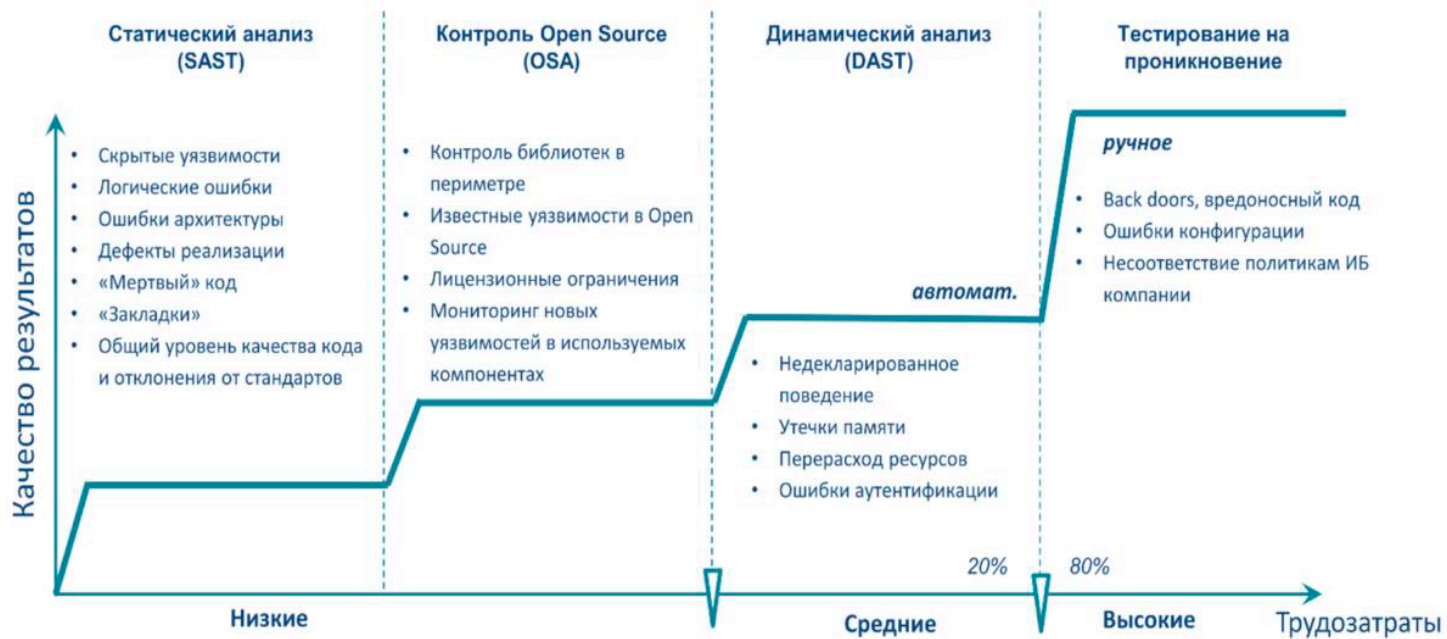 Статический анализ
(SAST)
Контроль Open Source
(OSA)
Динамический анализ
(DAST)
Тестирование на
проникновение
Качество результатов
• Скрытые уязвимости
• Логические ошибки
• Ошибки архитектуры
• Дефекты реализации
• «Мертвый» код
• «Закладки»
• Общий уровень качества кода
и отклонения от стандартов
• Контроль библиотек в
периметре
• Известные уязвимости в Open
Source
• Лицензионные ограничения
• Мониторинг новых
уязвимостей в используемых
компонентах
автомат.
• Недекларированное
поведение
• Утечки памяти
• Перерасход ресурсов
• Ошибки аутентификации
ручное
• Back doors, вредоносный код
• Ошибки конфигурации
• Несоответствие политикам ИБ
компании
20%
80%
Низкие
Средние
Высокие
Трудозатраты